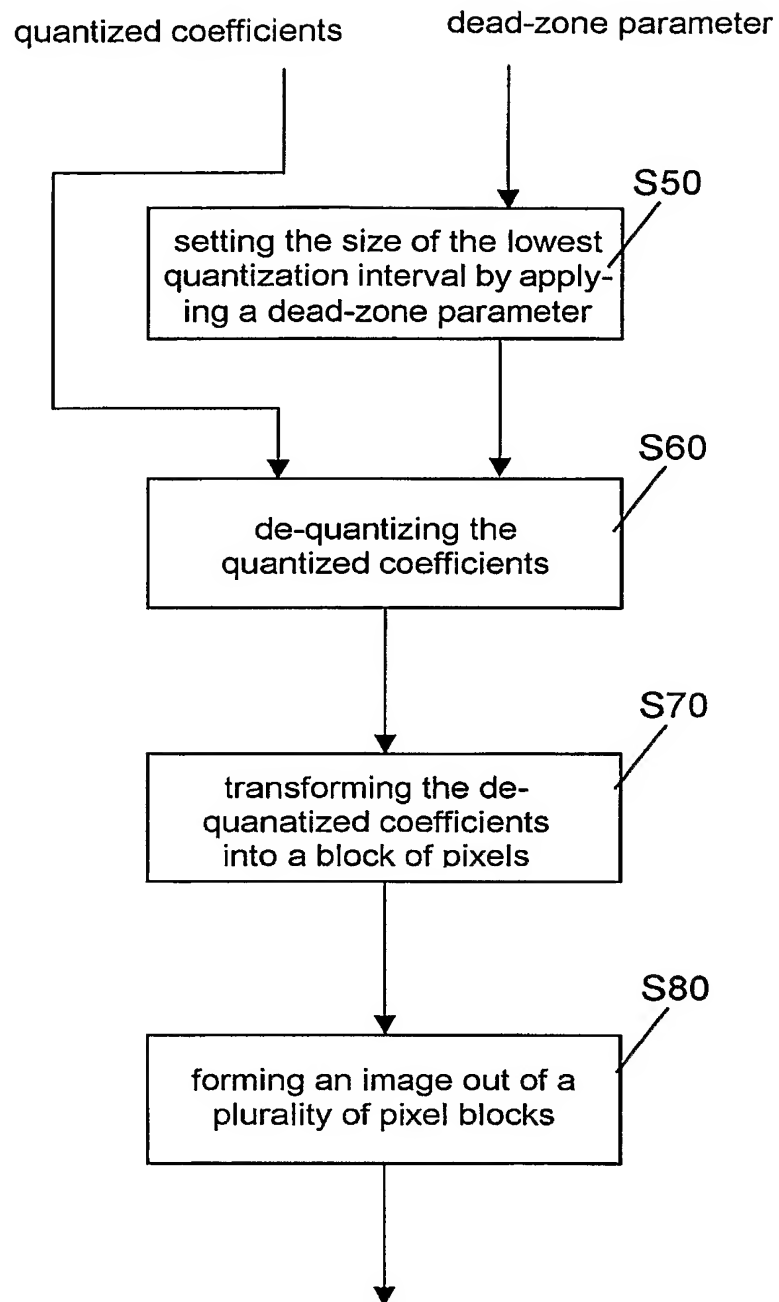 quantized coefficients
dead-zone parameter
S50
setting the size of the lowest
quantization interval by apply-
ing a dead-zone parameter
S60
de-quantizing the
quantized coefficients
S70
transforming the de-
quanatized coefficients
into a block of pixels
S80
forming an image out of a
plurality of pixel blocks